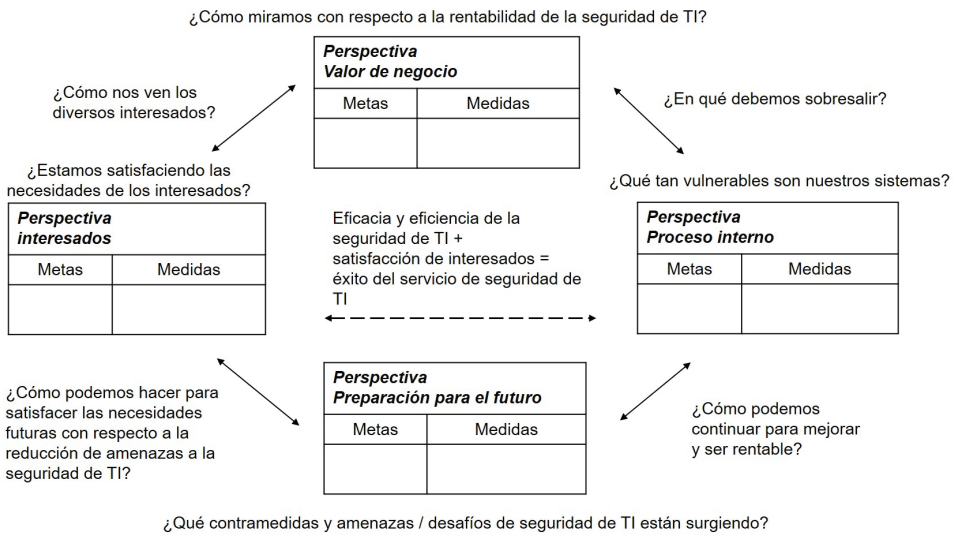 ¿Cómo miramos con respecto a la rentabilidad de la seguridad de TI?
Perspectiva
Valor de negocio
Metas
Medidas
¿Cómo nos ven los
diversos interesados?
¿En qué debemos sobresalir?
¿Estamos satisfaciendo las
necesidades de los interesados?
Perspectiva
interesados
Metas
Medidas
Eficacia y eficiencia de la
seguridad de TI +
satisfacción de interesados =
éxito del servicio de seguridad de
TI
¿Qué tan vulnerables son nuestros sistemas?
Perspectiva
Proceso interno
Metas
Medidas
¿Cómo podemos hacer para
satisfacer las necesidades
futuras con respecto a la
reducción de amenazas a la
seguridad de TI?
Perspectiva
Preparación para el futuro
Metas
Medidas
¿Cómo podemos
continuar para mejorar
y ser rentable?
¿Qué contramedidas y amenazas / desafíos de seguridad de TI están surgiendo?